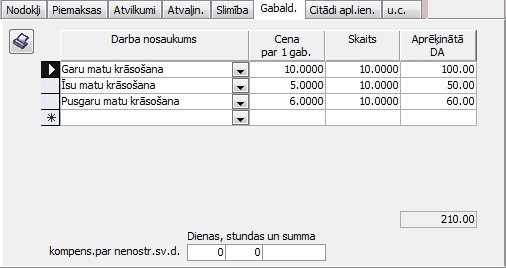 Nodokļi Piemaksas Atvilkumi Atvaļin. Slimība Gabald. Citādi apl.ien. u.c.
Darba nosaukums Cena par 1 gab. Skaits Aprēķinātā DA
Garu matu krāsošana 10.0000 10.0000 100.00
Īsu matu krāsošana 5.0000 10.0000 50.00
Pusgaru matu krāsošana 6.0000 10.0000 60.00
210.00
Dienas, stundas un summa
kompens.par nenostr.sv.d. 0 0